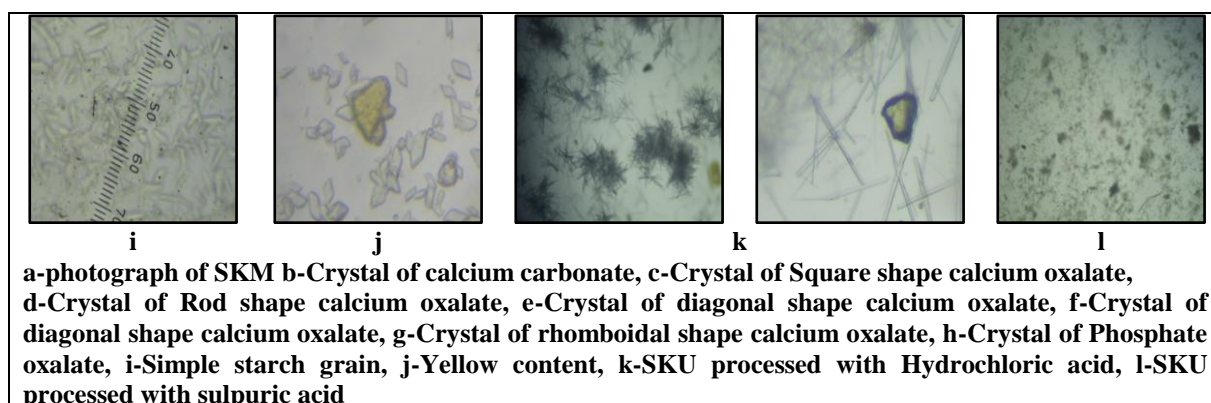 40
50
60
70
i j k l
a-photograph of SKM b-Crystal of calcium carbonate, c-Crystal of Square shape calcium oxalate,
d-Crystal of Rod shape calcium oxalate, e-Crystal of diagonal shape calcium oxalate, f-Crystal of
diagonal shape calcium oxalate, g-Crystal of rhomboidal shape calcium oxalate, h-Crystal of Phosphate
oxalate, i-Simple starch grain, j-Yellow content, k-SKU processed with Hydrochloric acid, l-SKU
processed with sulpuric acid